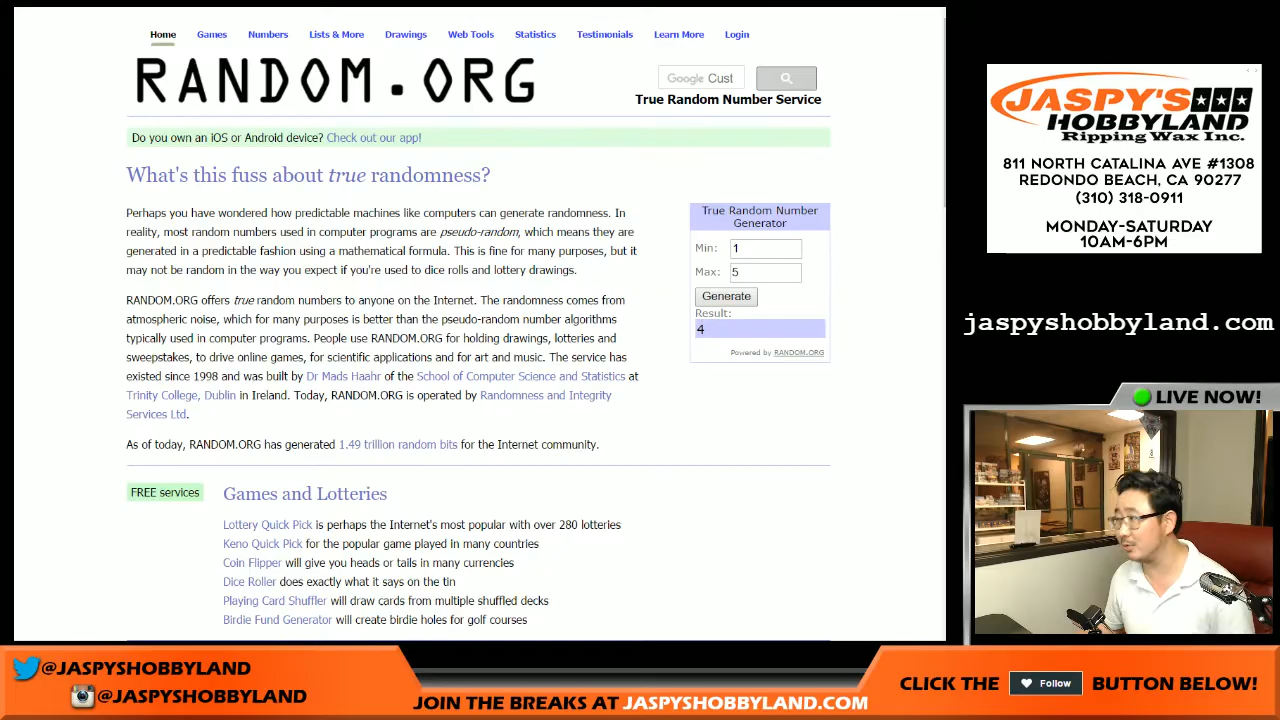 Home Games Numbers Lists & More Drawings Web Tools Statistics Testimonials Learn More Login
RANDOM.ORG
Google Cust
True Random Number Service
Do you own an iOS or Android device? Check out our app!
What's this fuss about true randomness?
Perhaps you have wondered how predictable machines like computers can generate randomness. In
reality, most random numbers used in computer programs are pseudo-random, which means they are
generated in a predictable fashion using a mathematical formula. This is fine for many purposes, but it
may not be random in the way you expect if you're used to dice rolls and lottery drawings.
RANDOM.ORG offers true random numbers to anyone on the Internet. The randomness comes from
atmospheric noise, which for many purposes is better than the pseudo-random number algorithms
typically used in computer programs. People use RANDOM.ORG for holding drawings, lotteries and
sweepstakes, to drive online games, for scientific applications and for art and music. The service has
existed since 1998 and was built by Dr Mads Haahr of the School of Computer Science and Statistics at
Trinity College, Dublin in Ireland. Today, RANDOM.ORG is operated by Randomness and Integrity
Services Ltd.
As of today, RANDOM.ORG has generated 1.49 trillion random bits for the Internet community.
True Random Number
Generator
Min: 1
Max: 5
Generate
Result:
4
Powered by RANDOM.ORG
FREE services
Games and Lotteries
Lottery Quick Pick is perhaps the Internet's most popular with over 280 lotteries
Keno Quick Pick for the popular game played in many countries
Coin Flipper will give you heads or tails in many currencies
Dice Roller does exactly what it says on the tin
Playing Card Shuffler will draw cards from multiple shuffled decks
Birdie Fund Generator will create birdie holes for golf courses
JASPY'S
HOBBYLAND
Ripping Wax Inc.
811 NORTH CATALINA AVE #1308
REDONDO BEACH, CA 90277
(310) 318-0911
MONDAY-SATURDAY
10AM-6PM
jaspyshobbyland.com
LIVE NOW!
@JASPYSHOBBYLAND
@JASPYSHOBBYLAND
JOIN THE BREAKS AT JASPYSHOBBYLAND.COM
CLICK THE Follow BUTTON BELOW!